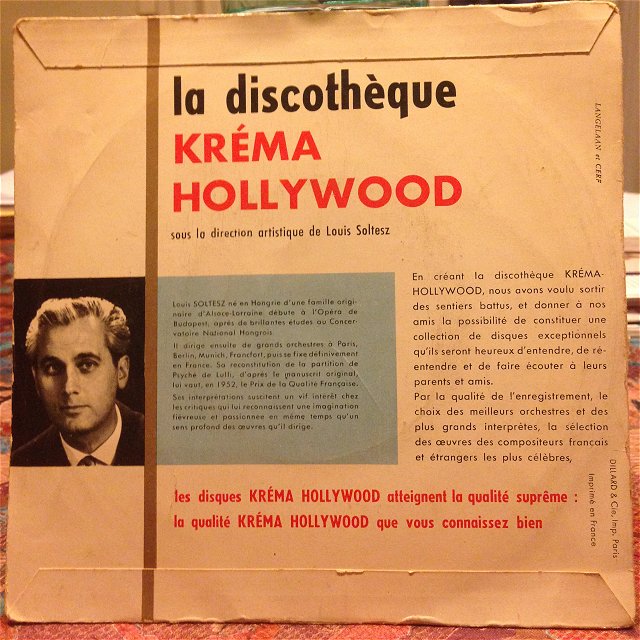 la discothèque
KRÉMA
HOLLYWOOD
sous la direction artistique de Louis Soltesz
LANGELAAN et CERF
Louis SOLTESZ né en Hongrie d'une famille origi-
naire d'Alsace-Lorraine débute à l'Opéra de
Budapest, après de brillantes études au Conser-
vatoire National Hongrois.
Il dirige ensuite de grands orchestres à Paris,
Berlin, Munich, Francfort, puis se fixe définivement
en France. Sa reconstruction de la partition de
Psyché de Lulli, d'après le manuscrit original,
lui vaut, en 1952, le Prix de la Qualité Française.
Ses interprétations suscitent un vif intérêt chez
les critiques qui lui reconnaissent une imagination
fiévreuse et passionnée en même temps qu'un
sens profond des œuvres qu'il dirige.
En créant la discothèque KRÉMA-
HOLLYWOOD, nous avons voulu sortir
des sentiers battus, et donner à nos
amis la possibilité de constituer une
collection de disques exceptionnels
qu'ils seront heureux d'entendre, de ré-
entendre et de faire écouter à leurs
parents et amis.
Par la qualité de l'enregistrement, le
choix des meilleurs orchestres et des
plus grands interprètes, la sélection
des œuvres des compositeurs français
et étrangers les plus célèbres,
les disques KRÉMA HOLLYWOOD atteignent la qualité suprême :
la qualité KRÉMA HOLLYWOOD que vous connaissez bien
DILLARD & Cie, Imp. Paris
Imprimé en France